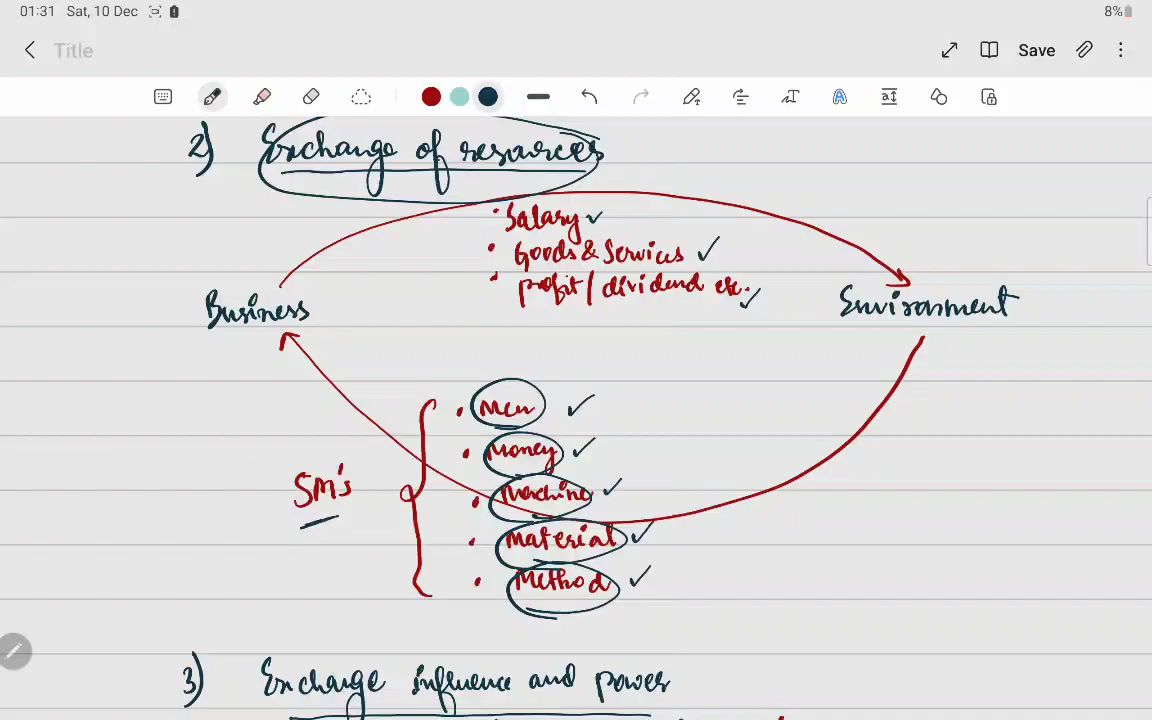 01:31 Sat, 10 Dec 8%
Title Save
2) Exchange of resources
• Salary
• Goods & Services
• profit / dividend etc.
Business Environment
• Men
• Money
• Machine
5M's
• Material
• Method
3) Exchange influence and power